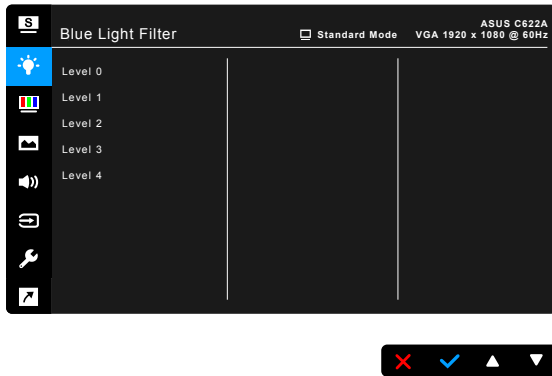 S
ASUS C622A
Blue Light Filter
Standard Mode
VGA 1920 x 1080 @ 60Hz
Level 0
Level 1
Level 2
Level 3
Level 4